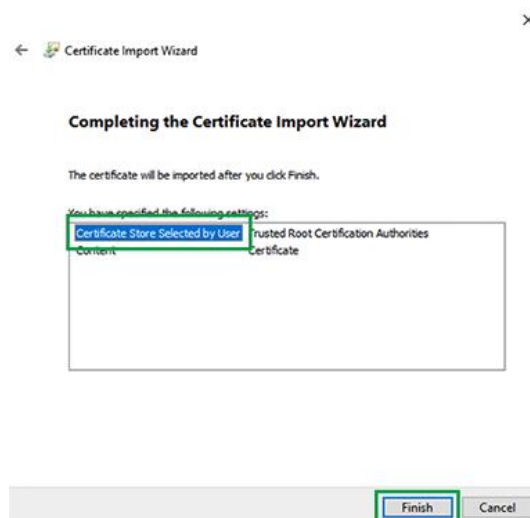 Certificate Import Wizard
Completing the Certificate Import Wizard
The certificate will be imported after you click Finish.
You have specified the following settings:
Certificate Store Selected by User Trusted Root Certification Authorities
Content Certificate
Finish Cancel